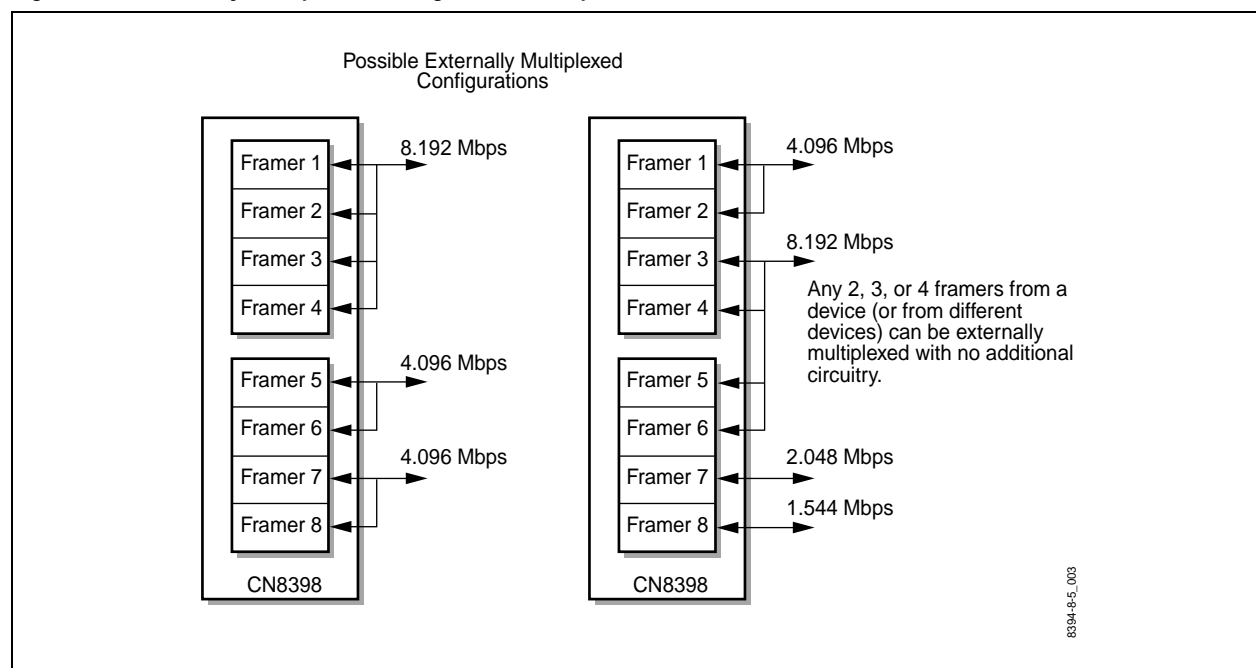 Possible Externally Multiplexed
Configurations
Framer 1
Framer 2
Framer 3
Framer 4
8.192 Mbps
Framer 5
Framer 6
Framer 7
Framer 8
4.096 Mbps
4.096 Mbps
CN8398
Framer 1
Framer 2
Framer 3
Framer 4
4.096 Mbps
8.192 Mbps
Any 2, 3, or 4 framers from a
device (or from different
devices) can be externally
multiplexed with no additional
circuitry.
Framer 5
Framer 6
Framer 7
Framer 8
2.048 Mbps
1.544 Mbps
CN8398
8394-8-5_003